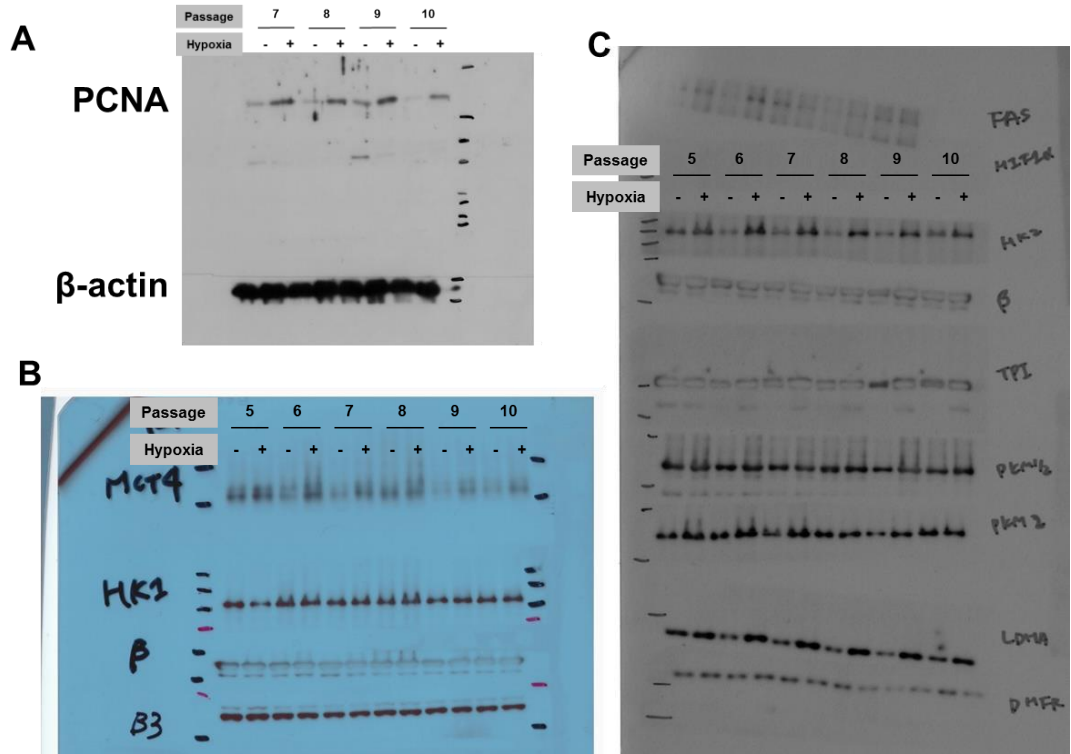 A
Passage 7 8 9 10
Hypoxia - + - + - + - +
PCNA
β-actin
B
Passage 5 6 7 8 9 10
Hypoxia - + - + - + - + - + - +
MCT4
HK1
β
B3
C
FAS
Passage 5 6 7 8 9 10
Hypoxia - + - + - + - + - + - +
HK2
β
TPI
PKM1/2
PKM2
LDHA